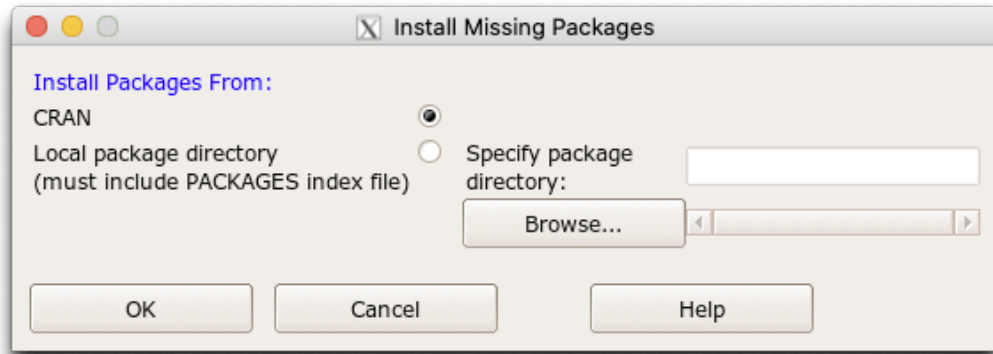 Install Missing Packages
Install Packages From:
CRAN
Local package directory
(must include PACKAGES index file)
Specify package
directory:
Browse...
OK
Cancel
Help